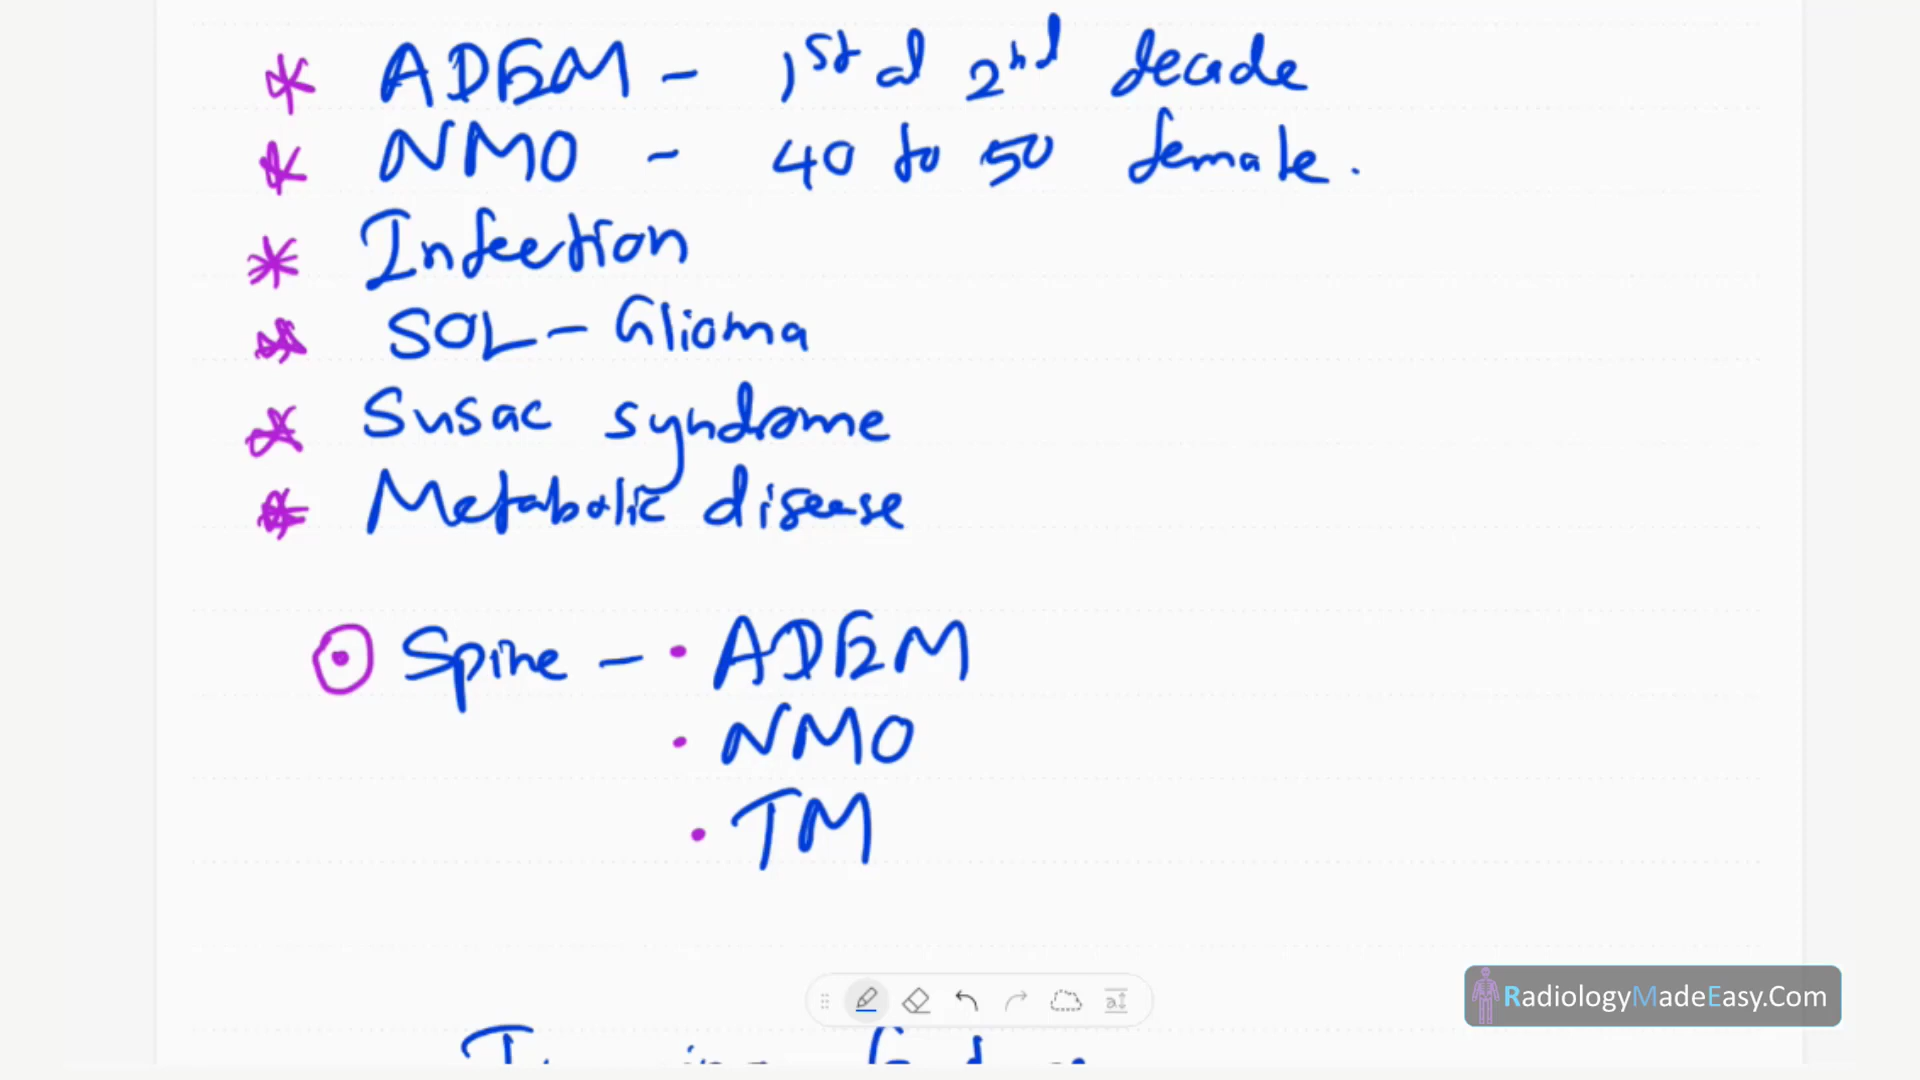 * ADEM - 1st al 2nd decade
* NMO - 40 to 50 female.
* Infection
* SOL - Glioma
* Susac syndrome
* Metabolic disease
Spine - • ADEM
• NMO
• TM
RadiologyMadeEasy.Com